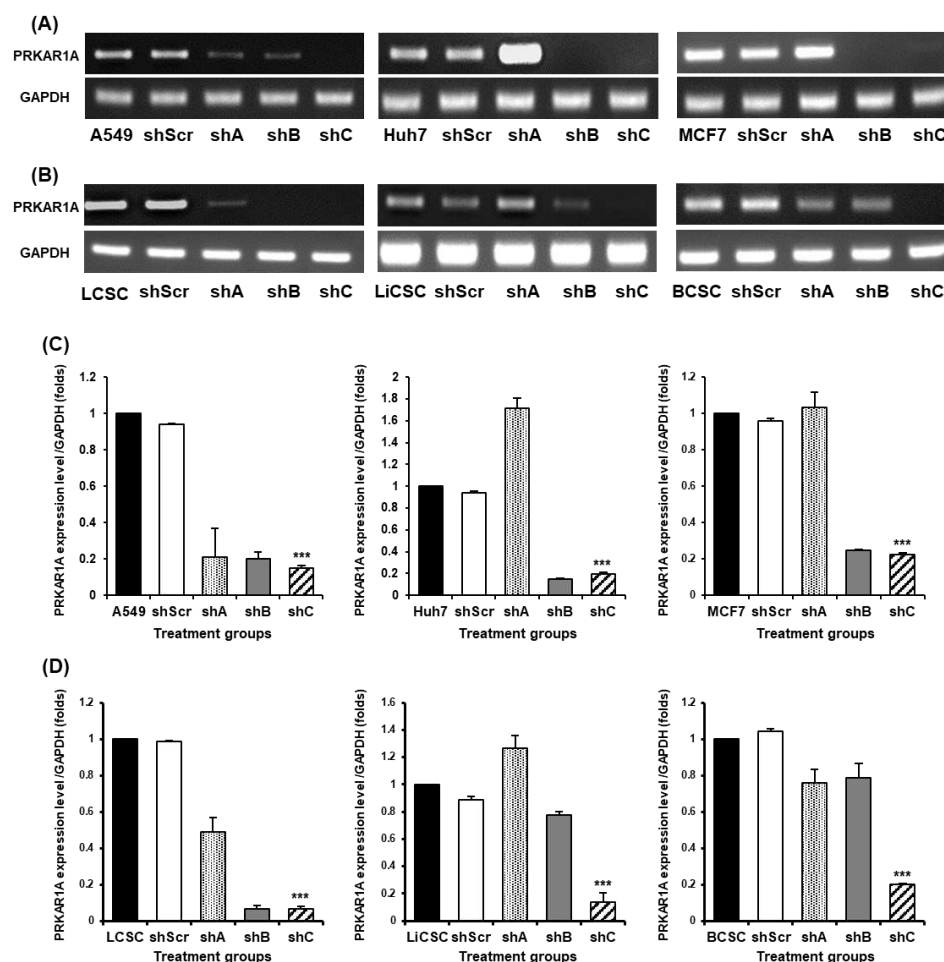 (A)
PRKAR1A
GAPDH
A549 shScr shA shB shC Huh7 shScr shA shB shC MCF7 shScr shA shB shC
(B)
PRKAR1A
GAPDH
LCSC shScr shA shB shC LiCSC shScr shA shB shC BCSC shScr shA shB shC
(C)
PRKAR1A expression level /GAPDH (folds)
1.2
1
0.8
0.6
0.4
0.2
0
***
A549 shScr shA shB shC
Treatment groups
PRKAR1A expression level /GAPDH (folds)
2
1.6
1.2
0.8
0.4
0
***
Huh7 shScr shA shB shC
Treatment groups
PRKAR1A expression level /GAPDH (folds)
1.2
1
0.8
0.6
0.4
0.2
0
***
MCF7 shScr shA shB shC
Treatment groups
(D)
PRKAR1A expression level /GAPDH (folds)
1.2
1
0.8
0.6
0.4
0.2
0
***
LCSC shScr shA shB shC
Treatment groups
PRKAR1A expression level /GAPDH (folds)
1.6
1.4
1.2
1
0.8
0.6
0.4
0.2
0
***
LiCSC shScr shA shB shC
Treatment groups
PRKAR1A expression level /GAPDH (folds)
1.2
1
0.8
0.6
0.4
0.2
0
***
BCSC shScr shA shB shC
Treatment groups